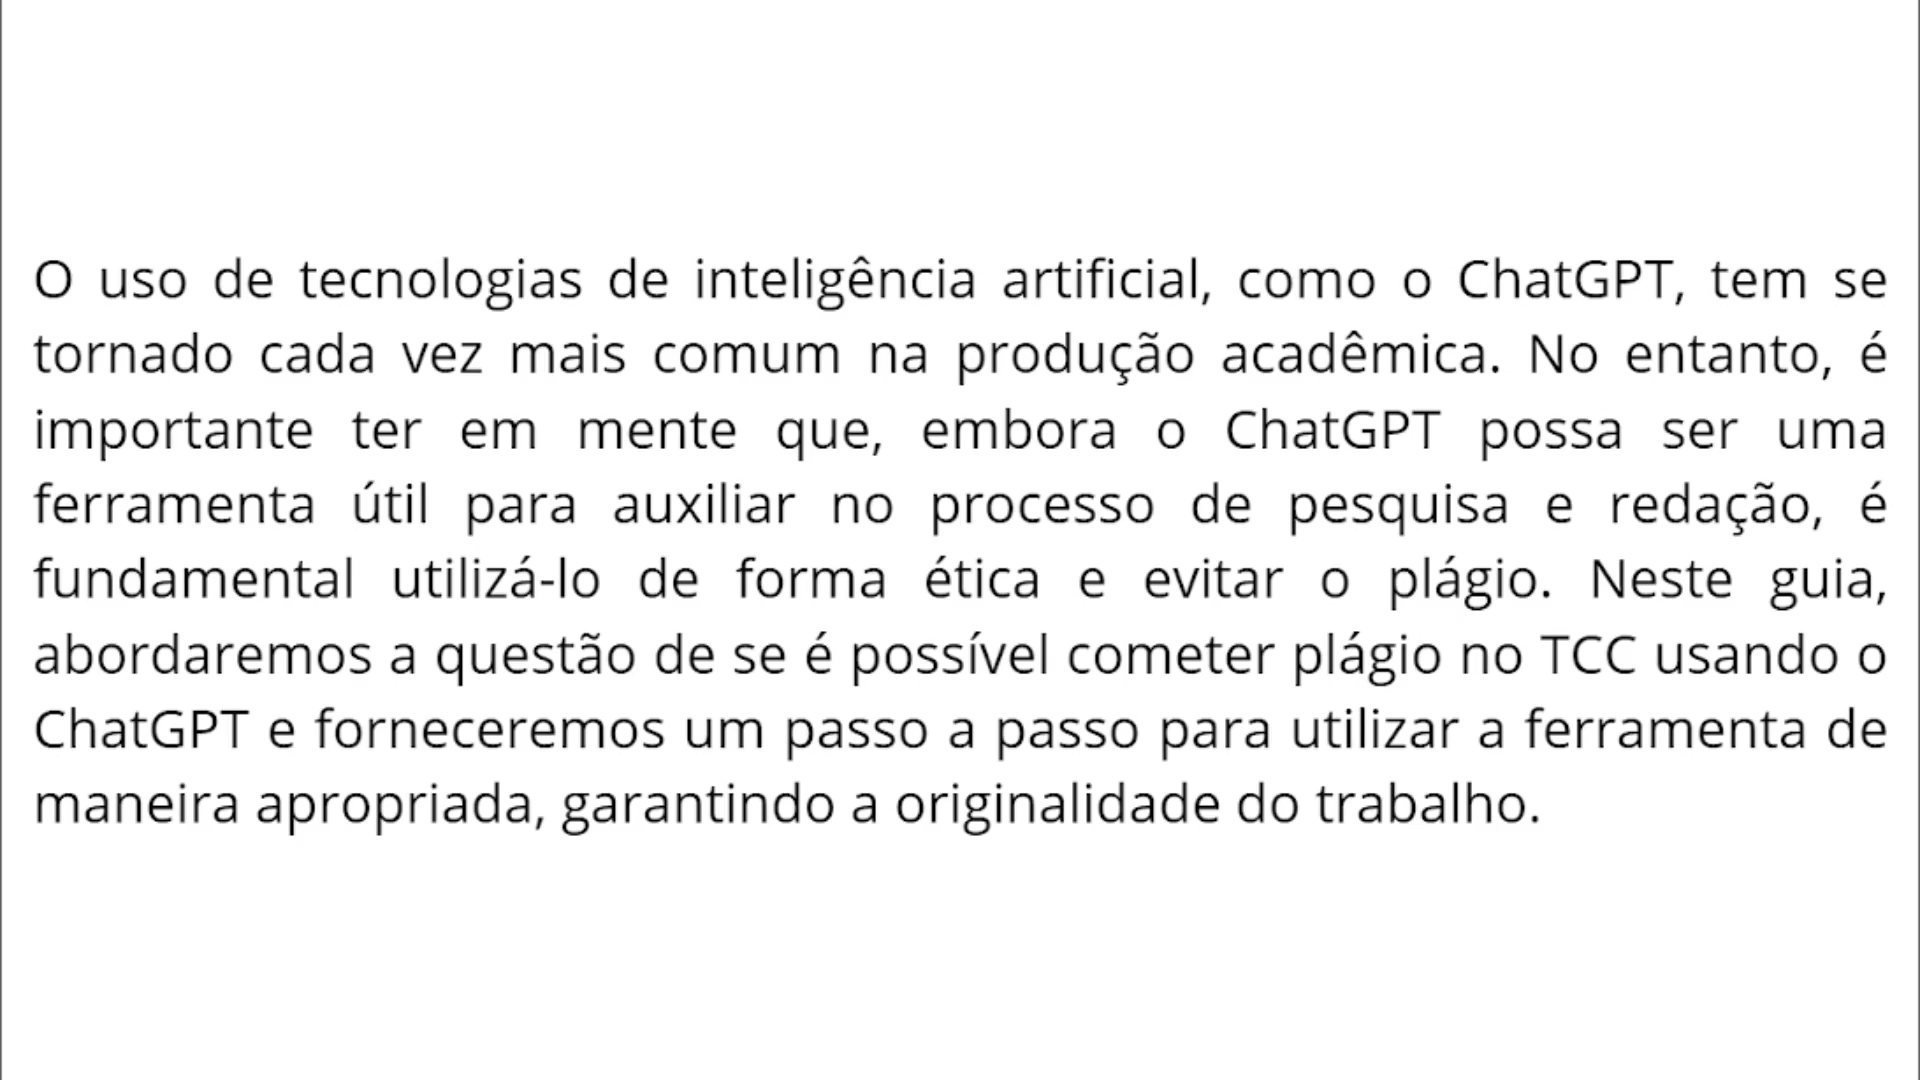 O uso de tecnologias de inteligência artificial, como o ChatGPT, tem se
tornado cada vez mais comum na produção acadêmica. No entanto, é
importante ter em mente que, embora o ChatGPT possa ser uma
ferramenta útil para auxiliar no processo de pesquisa e redação, é
fundamental utilizá-lo de forma ética e evitar o plágio. Neste guia,
abordaremos a questão de se é possível cometer plágio no TCC usando o
ChatGPT e forneceremos um passo a passo para utilizar a ferramenta de
maneira apropriada, garantindo a originalidade do trabalho.